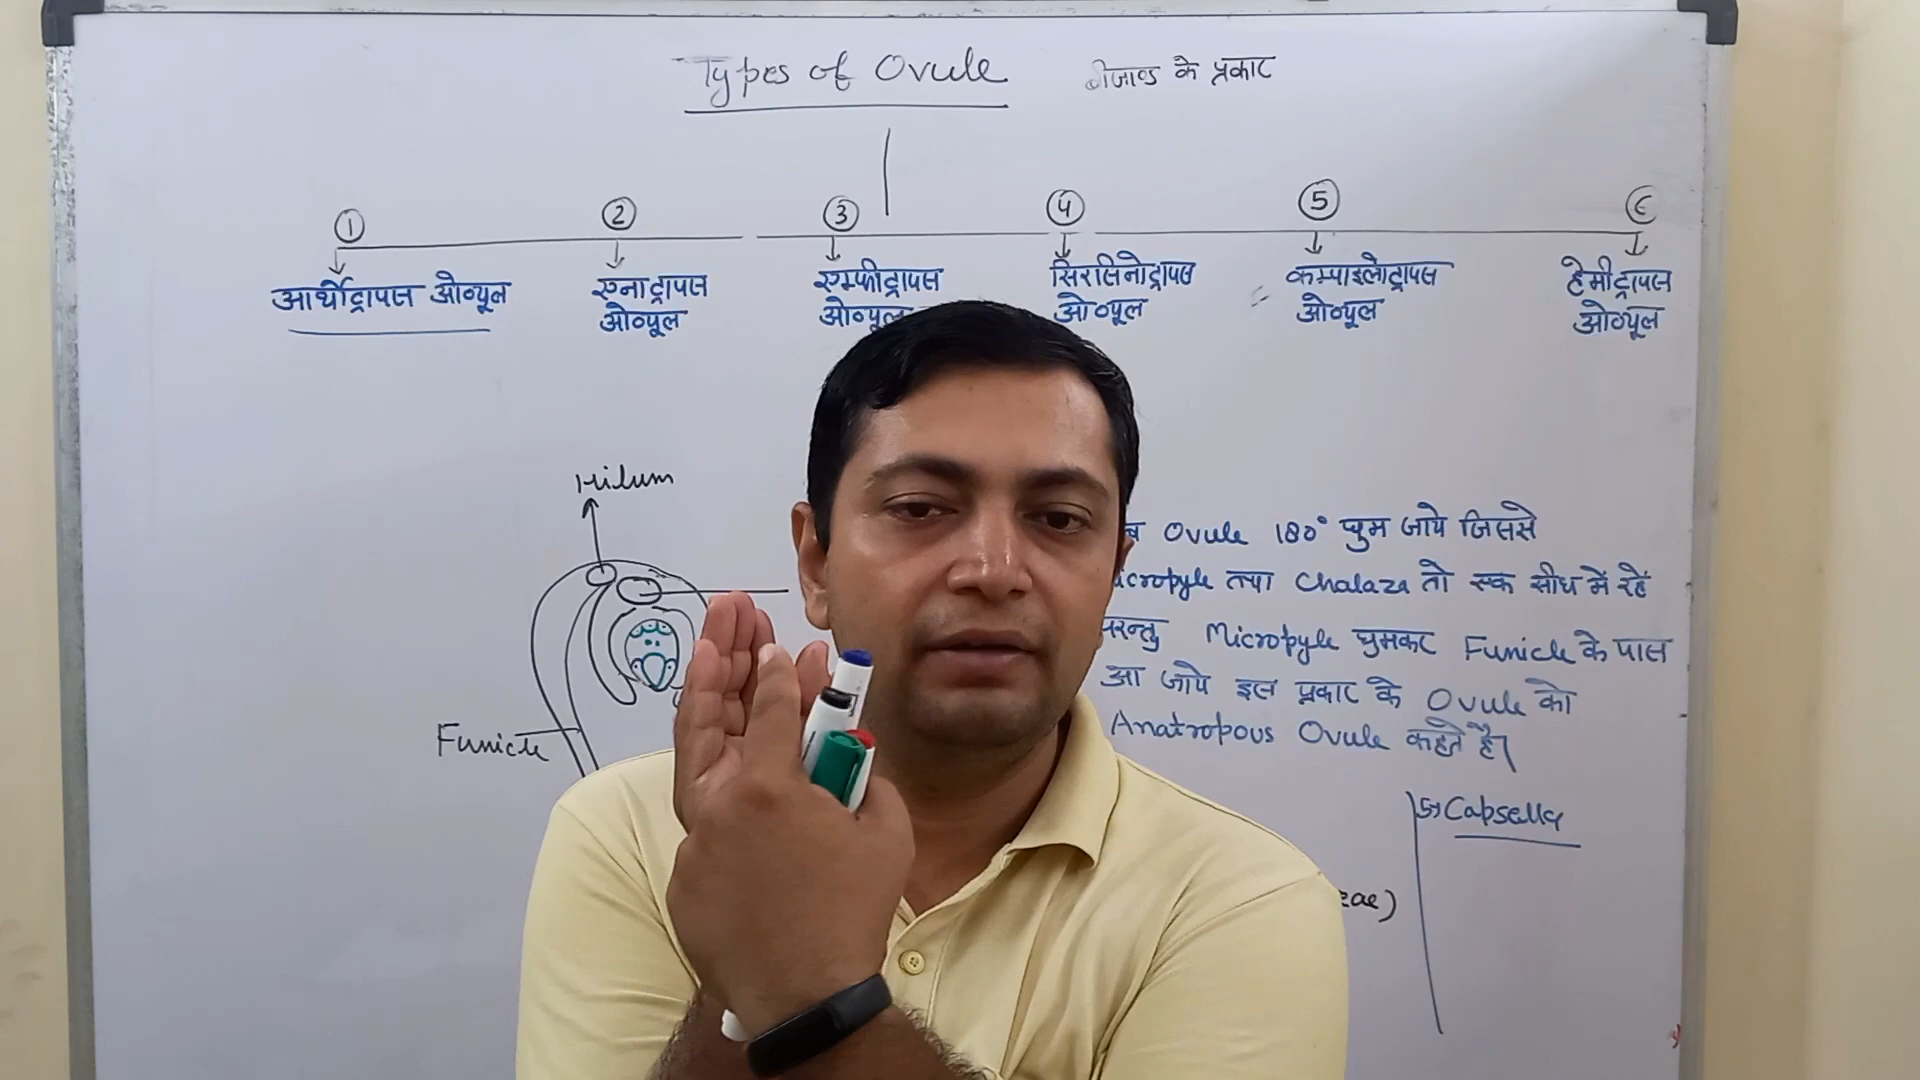 Types of Ovule बीजाण्ड के प्रकार
① ② ③ ④ ⑤ ⑥
आर्थोट्रापस ओव्यूल
एनाट्रापस ओव्यूल
एम्फीट्रापस ओव्यूल
सिरसिनोट्रापस ओव्यूल
कम्पाइलोट्रापस ओव्यूल
हेमीट्रापस ओव्यूल
Hilum
Funicle
Ovule 180° घुम जाये जिससे
तथा Chalaza तो एक सीध में रहें
परन्तु Micropyle घुमकर Funicle के पास
आ जाये इस प्रकार के Ovule को
Anatropous Ovule कहते है।
Capsella
eae)